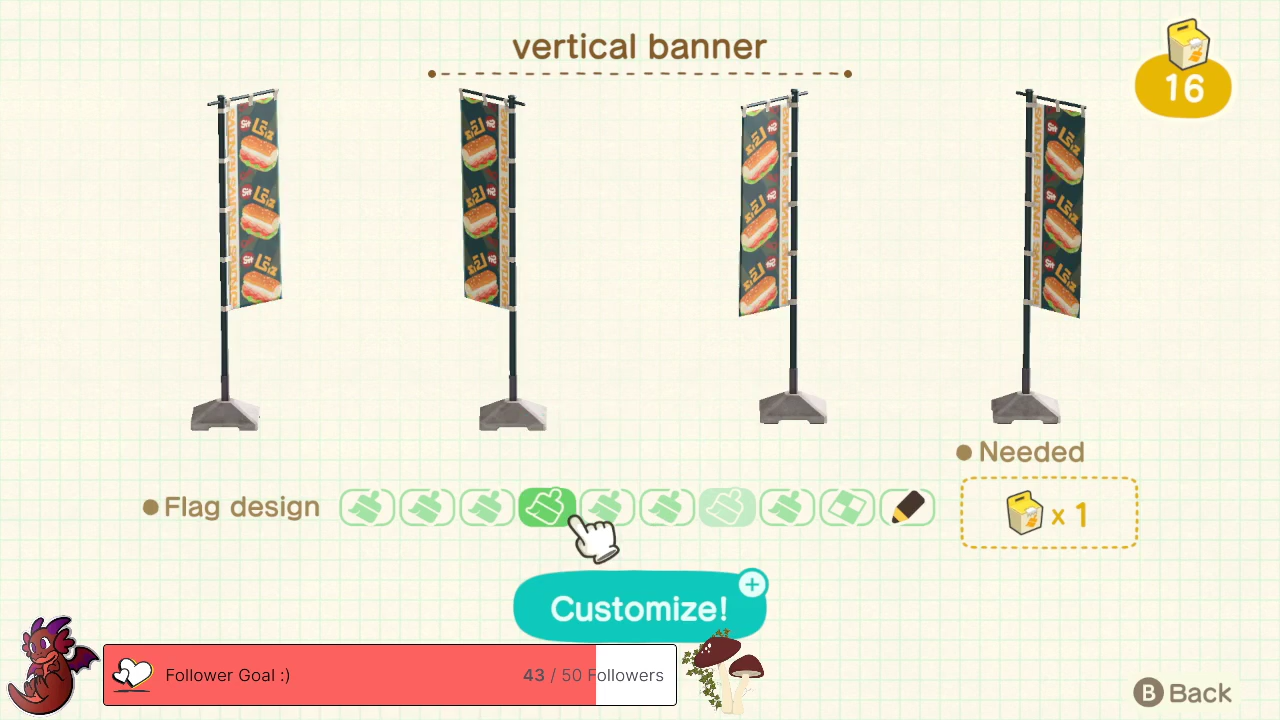 vertical banner
16
Needed
Flag design
x 1
Customize!
Follower Goal :)
43 / 50 Followers
B Back